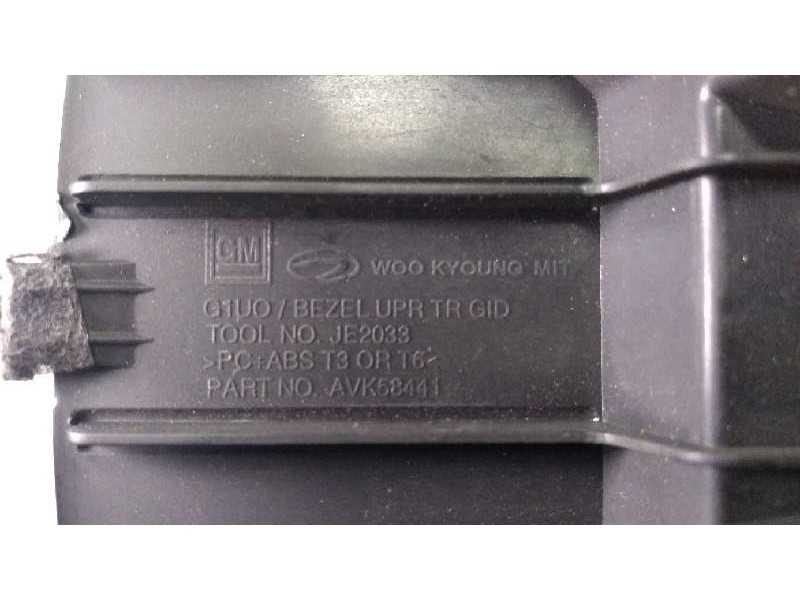 GM WOO KYOUNG MIT
G1UO / BEZEL UPR TR GID
TOOL NO. JE2033
>PC+ABS T3 OR T6>
PART NO. AVK58441